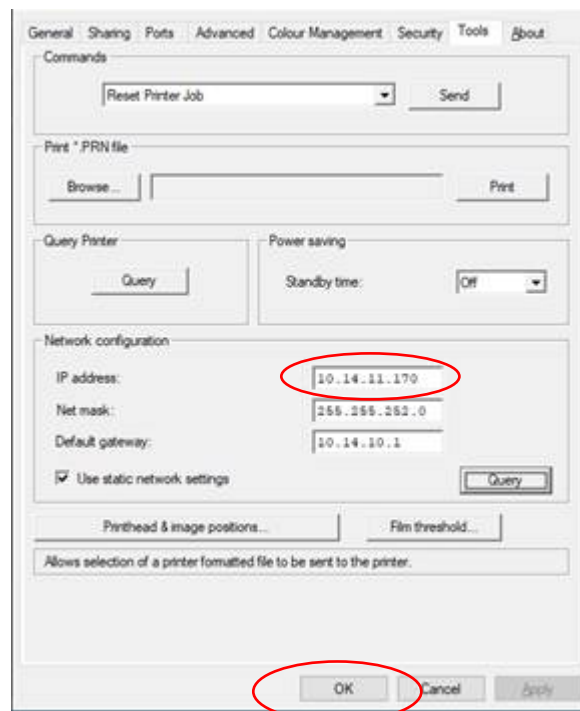 General Sharing Ports Advanced Colour Management Security Tools About
Commands
Reset Printer Job Send
Print *.PRN file
Browse... Print
Query Printer Power saving
Query Standby time: Off
Network configuration
IP address: 10.14.11.170
Net mask: 255.255.252.0
Default gateway: 10.14.10.1
Use static network settings Query
Printhead & image positions... Film threshold...
Allows selection of a printer formatted file to be sent to the printer.
OK Cancel Apply